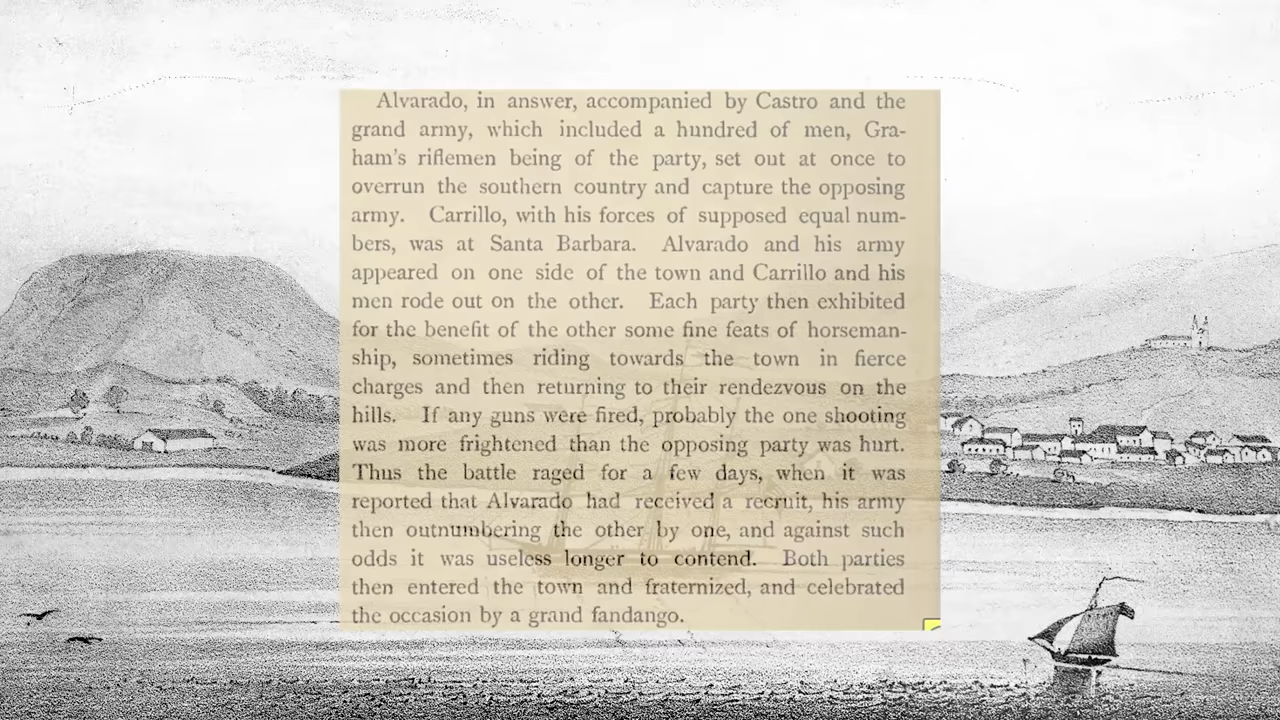 Alvarado, in answer, accompanied by Castro and the
grand army, which included a hundred of men, Gra-
ham's riflemen being of the party, set out at once to
overrun the southern country and capture the opposing
army. Carrillo, with his forces of supposed equal num-
bers, was at Santa Barbara. Alvarado and his army
appeared on one side of the town and Carrillo and his
men rode out on the other. Each party then exhibited
for the benefit of the other some fine feats of horseman-
ship, sometimes riding towards the town in fierce
charges and then returning to their rendezvous on the
hills. If any guns were fired, probably the one shooting
was more frightened than the opposing party was hurt.
Thus the battle raged for a few days, when it was
reported that Alvarado had received a recruit, his army
then outnumbering the other by one, and against such
odds it was useless longer to contend. Both parties
then entered the town and fraternized, and celebrated
the occasion by a grand fandango.